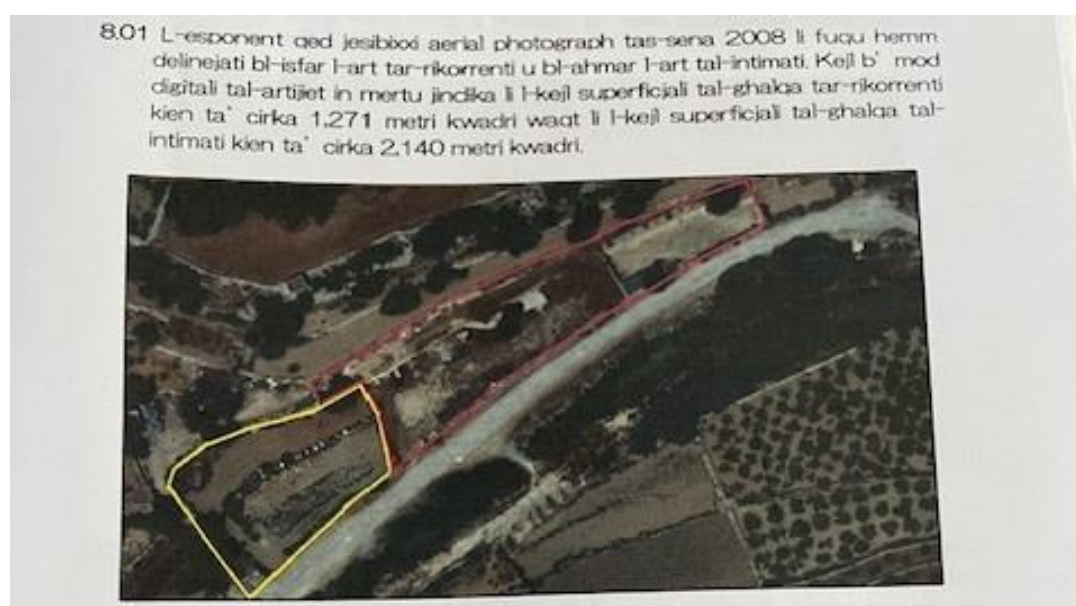 8.01 L-esponent qed jesibixxi aerial photograph tas-sena 2008 li fuqu hemm
delinejati bl-isfar l-art tar-rikorrenti u bl-ahmar l-art tal-intimati. Kejl b' mod
digitali tal-artijiet in mertu jindika li l-kejl superficjali tal-ghalqa tar-rikorrenti
kien ta' cirka 1,271 metri kwadri waqt li l-kejl superficjali tal-ghalqa tal-
intimati kien ta' cirka 2,140 metri kwadri.